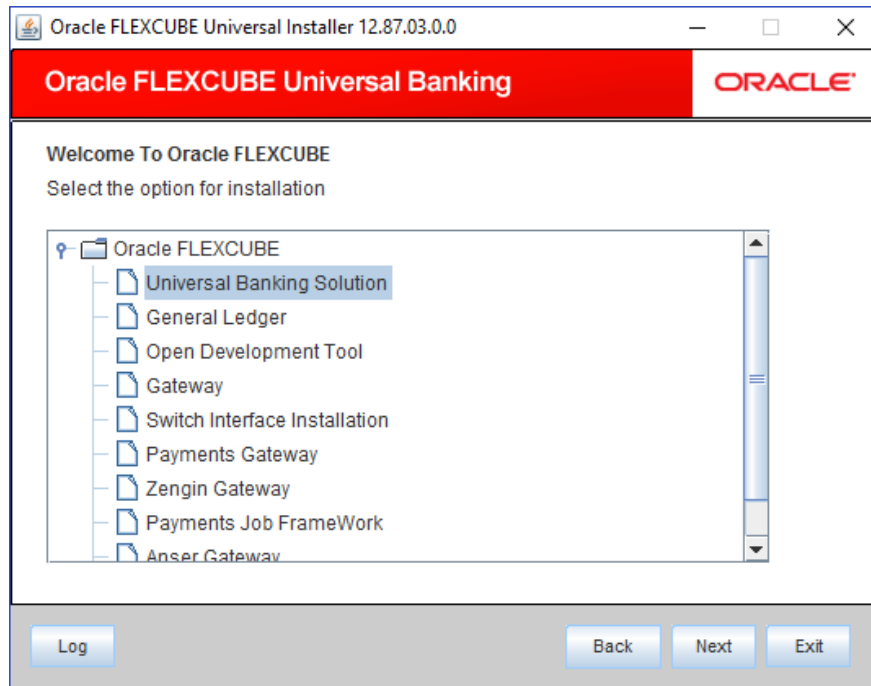 Oracle FLEXCUBE Universal Installer 12.87.03.0.0
Oracle FLEXCUBE Universal Banking
ORACLE
Welcome To Oracle FLEXCUBE
Select the option for installation
Oracle FLEXCUBE
Universal Banking Solution
General Ledger
Open Development Tool
Gateway
Switch Interface Installation
Payments Gateway
Zengin Gateway
Payments Job FrameWork
Anser Gateway
Log
Back
Next
Exit